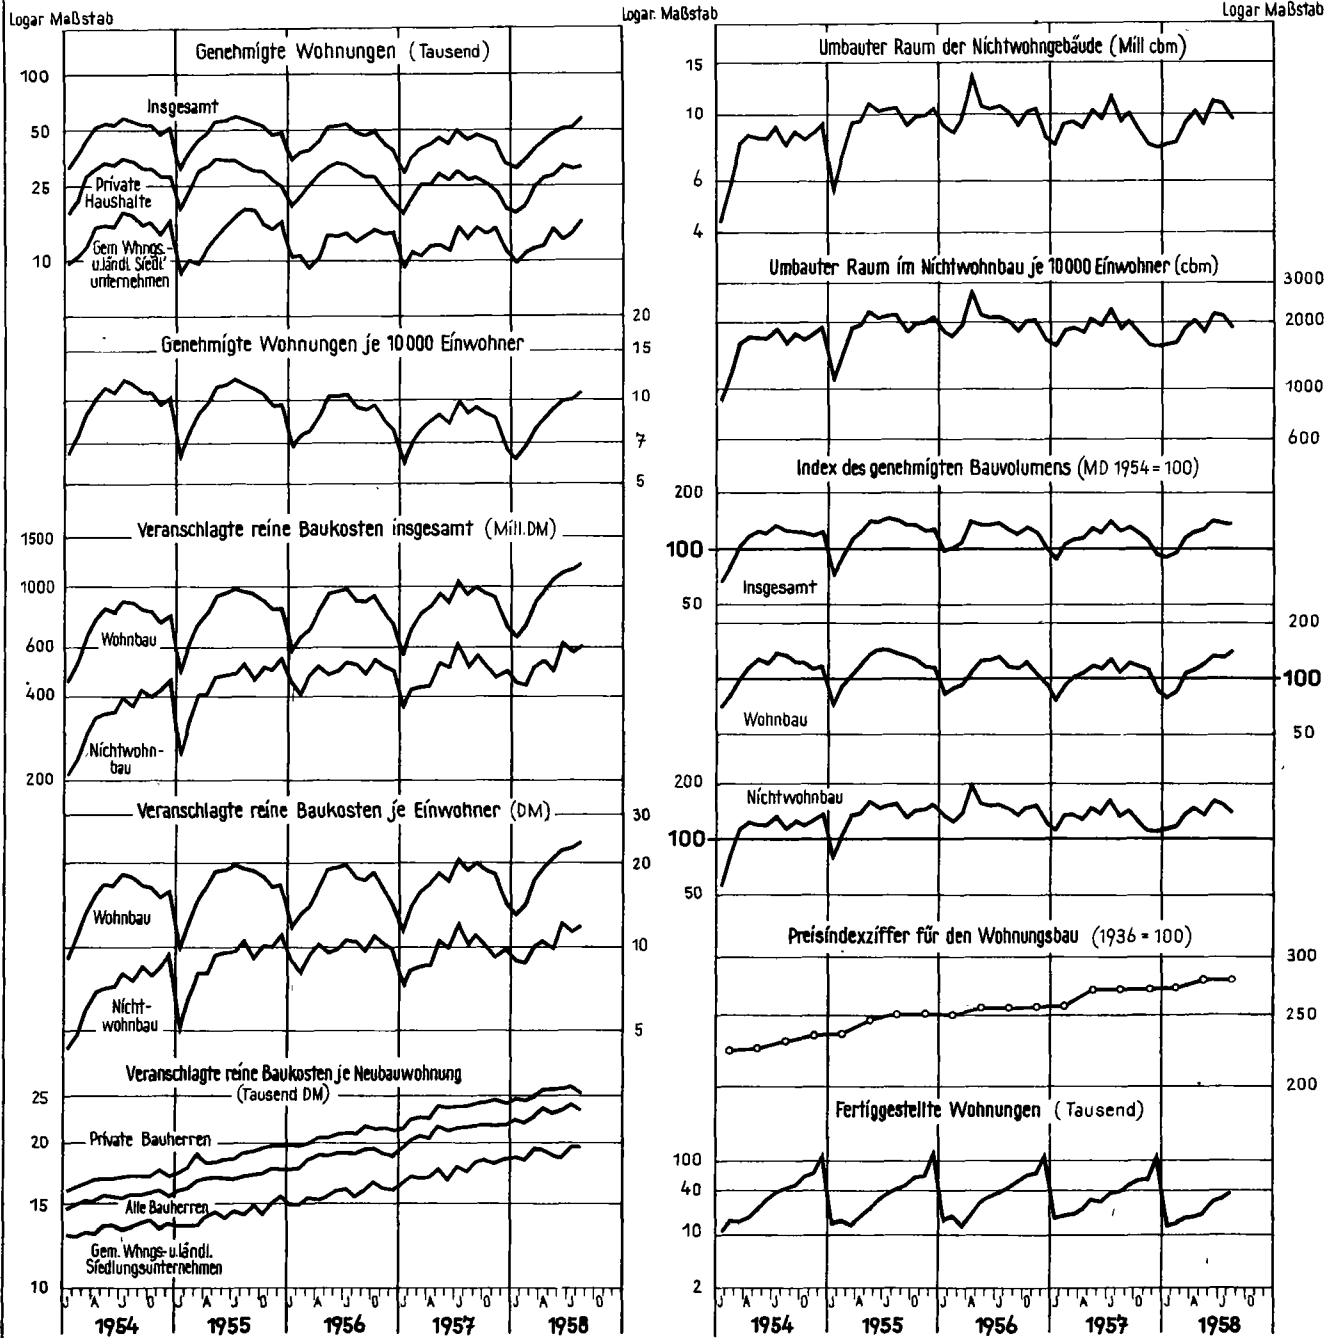 Logar Maßstab
Genehmigte Wohnungen (Tausend)
100
Insgesamt
50
25
Private
Haushalte
Gem Whngs.-
u. ländl. Siedl.
unternehmen
10
20
Genehmigte Wohnungen je 10 000 Einwohner
15
10
7
5
Veranschlagte reine Baukosten insgesamt (Mill. DM)
1500
1000
Wohnbau
600
400
Nichtwohn-
bau
200
Veranschlagte reine Baukosten je Einwohner (DM)
30
20
Wohnbau
10
Nicht-
wohnbau
5
Veranschlagte reine Baukosten je Neubauwohnung
(Tausend DM)
25
Private Bauherren
20
Alle Bauherren
15
Gem. Whngs- u. ländl.
Siedlungsunternehmen
10
J A J O J A J O J A J O J A J O J A J O
1954 1955 1956 1957 1958
Logar. Maßstab
Logar Maßstab
Umbauter Raum der Nichtwohngebäude (Mill cbm)
15
10
6
4
Umbauter Raum im Nichtwohnbau je 10 000 Einwohner (cbm)
3000
2000
1000
600
Index des genehmigten Bauvolumens (MD 1954 = 100)
200
100
Insgesamt
50
200
100
Wohnbau
50
200
Nichtwohnbau
100
50
Preisindexziffer für den Wohnungsbau (1936 = 100)
300
250
200
Fertiggestellte Wohnungen (Tausend)
100
40
10
2
J A J O J A J O J A J O J A J O J A J O
1954 1955 1956 1957 1958